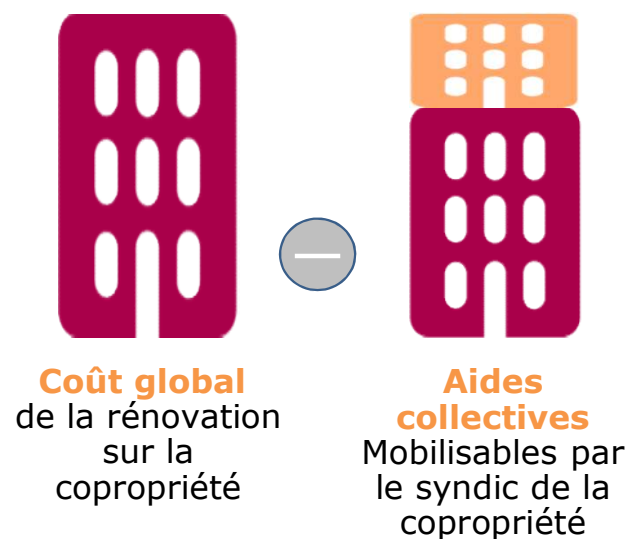 Coût global
de la rénovation
sur la
copropriété
Aides
collectives
Mobilisables par
le syndic de la
copropriété